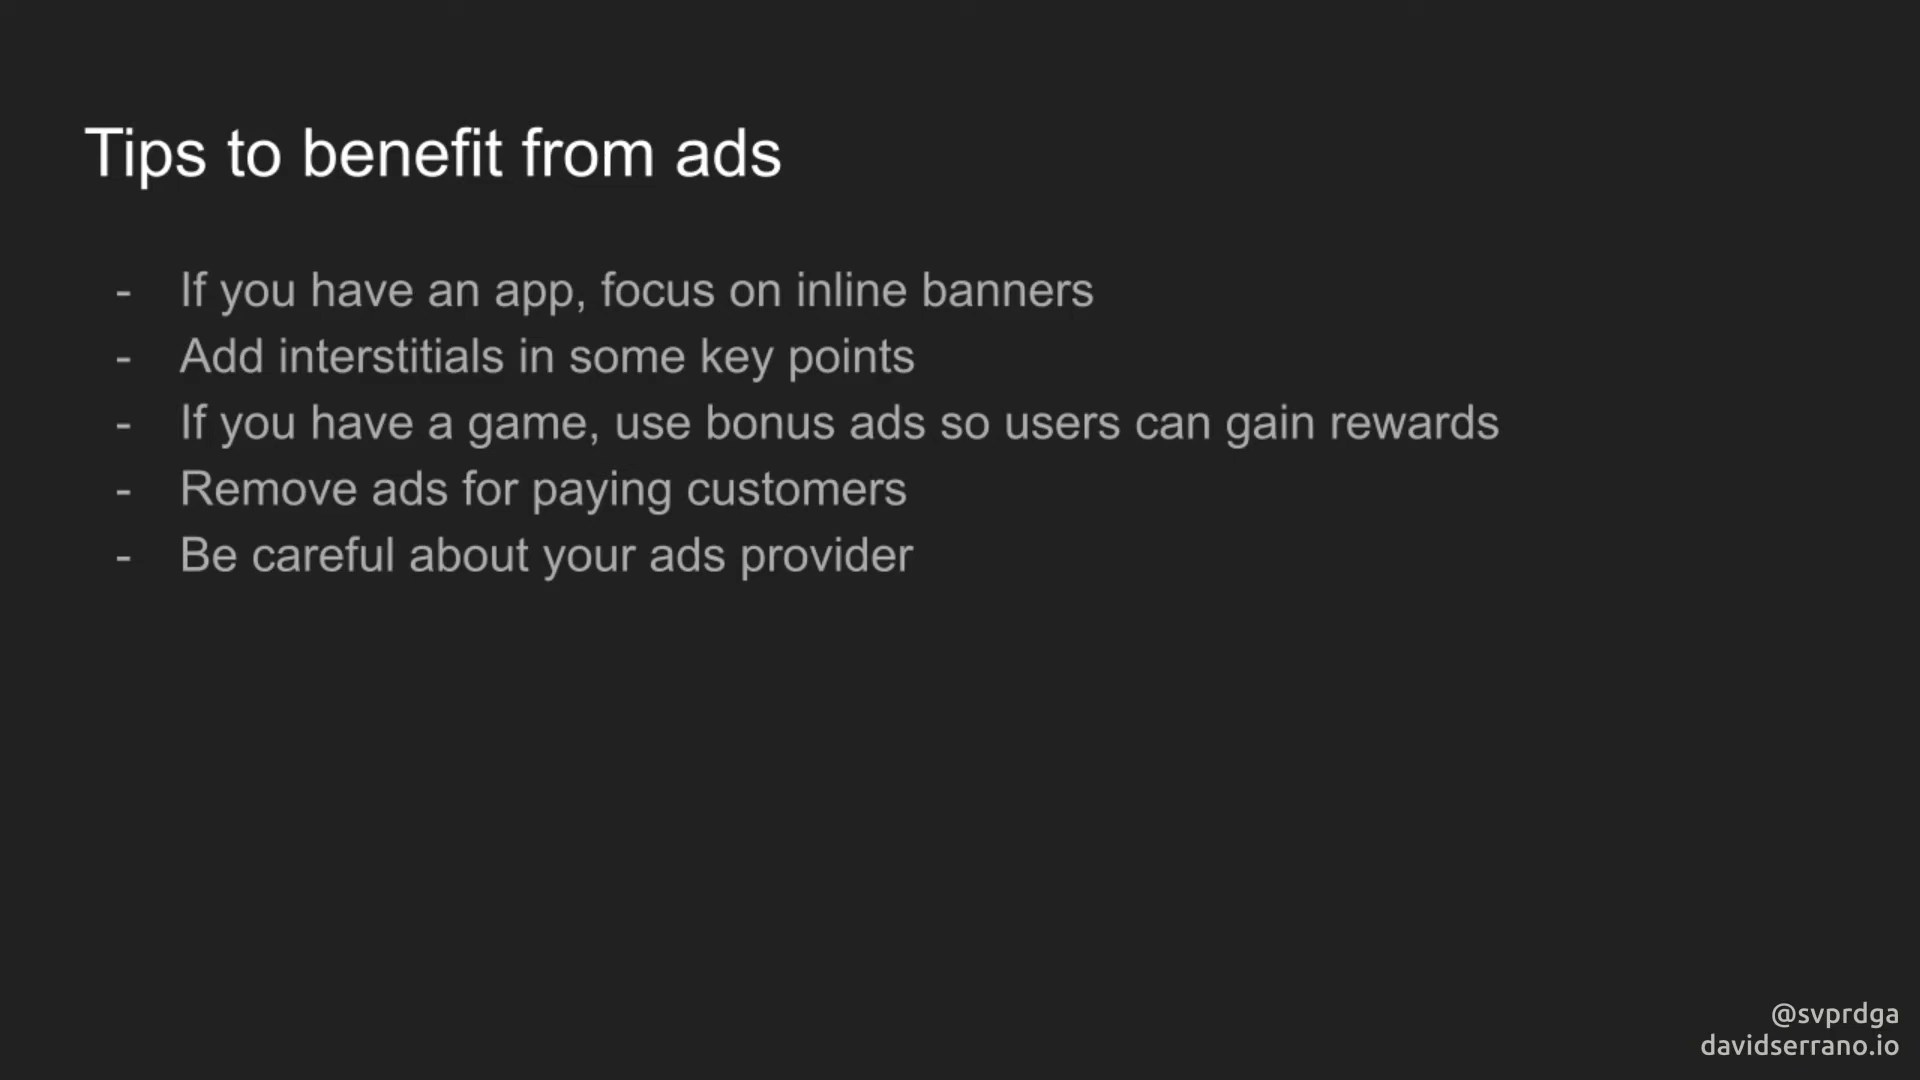 Tips to benefit from ads
- If you have an app, focus on inline banners
- Add interstitials in some key points
- If you have a game, use bonus ads so users can gain rewards
- Remove ads for paying customers
- Be careful about your ads provider
@svprdga
davidserrano.io